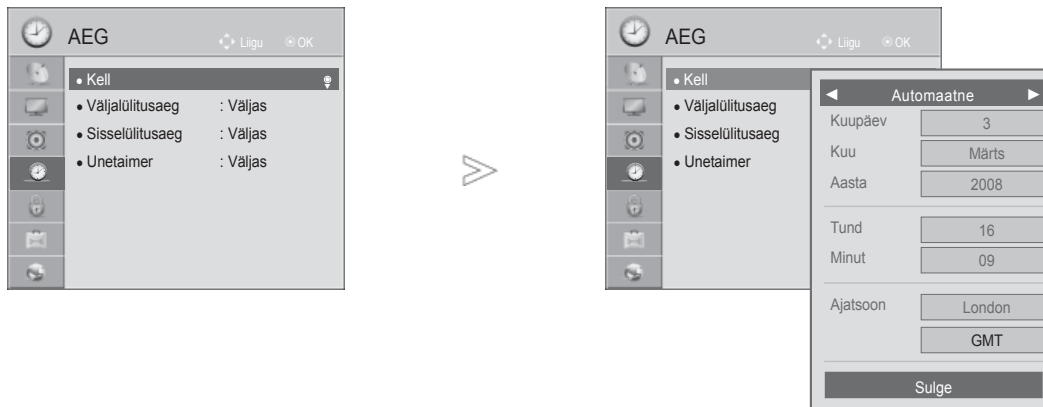 AEG Liigu OK
• Kell
• Väljalülitusaeg : Väljas
• Sisselülitusaeg : Väljas
• Unetaimer : Väljas
AEG Liigu OK
• Kell
• Väljalülitusaeg
• Sisselülitusaeg
• Unetaimer
◄ Automaatne ►
Kuupäev 3
Kuu Märts
Aasta 2008
Tund 16
Minut 09
Ajatsoon London
GMT
Sulge